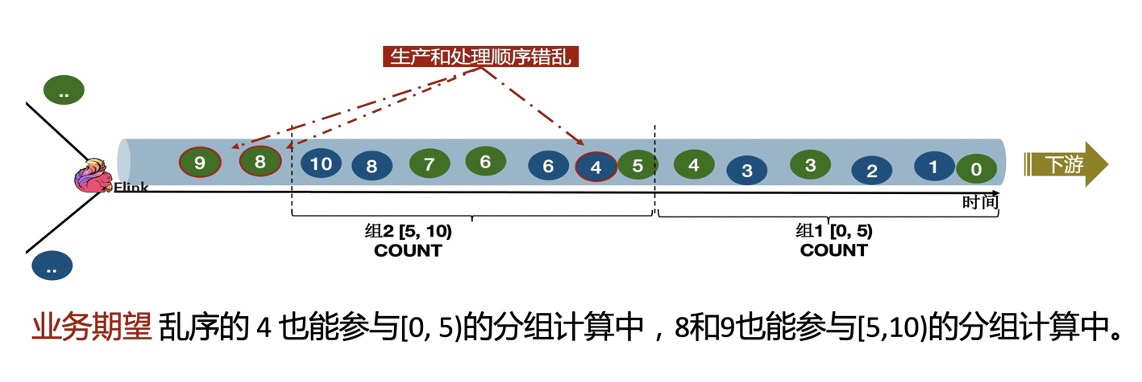 生产和处理顺序错乱
..
9 8 10 8 7 6 6 4 5 4 3 3 2 1 0
下游
Flink
时间
组2 [5, 10)
COUNT
组1 [0, 5)
COUNT
..
业务期望 乱序的 4 也能参与[0, 5)的分组计算中，8和9也能参与[5,10)的分组计算中。